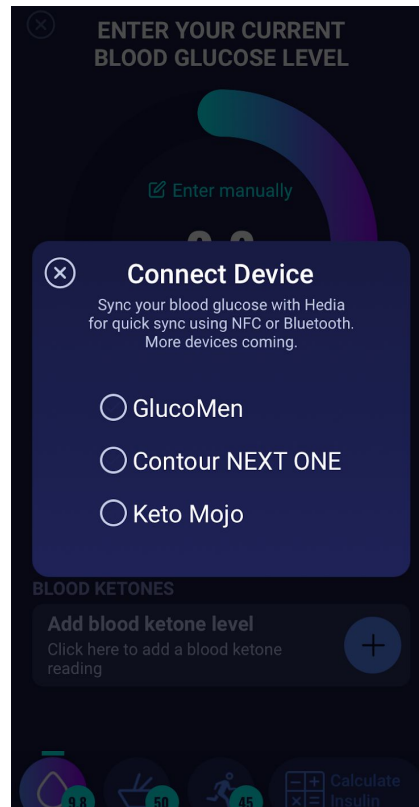 ENTER YOUR CURRENT
BLOOD GLUCOSE LEVEL
Enter manually
Connect Device
Sync your blood glucose with Hedia
for quick sync using NFC or Bluetooth.
More devices coming.
GlucoMen
Contour NEXT ONE
Keto Mojo
BLOOD KETONES
Add blood ketone level
Click here to add a blood ketone
reading
9.8
50
45
Calculate
Insulin